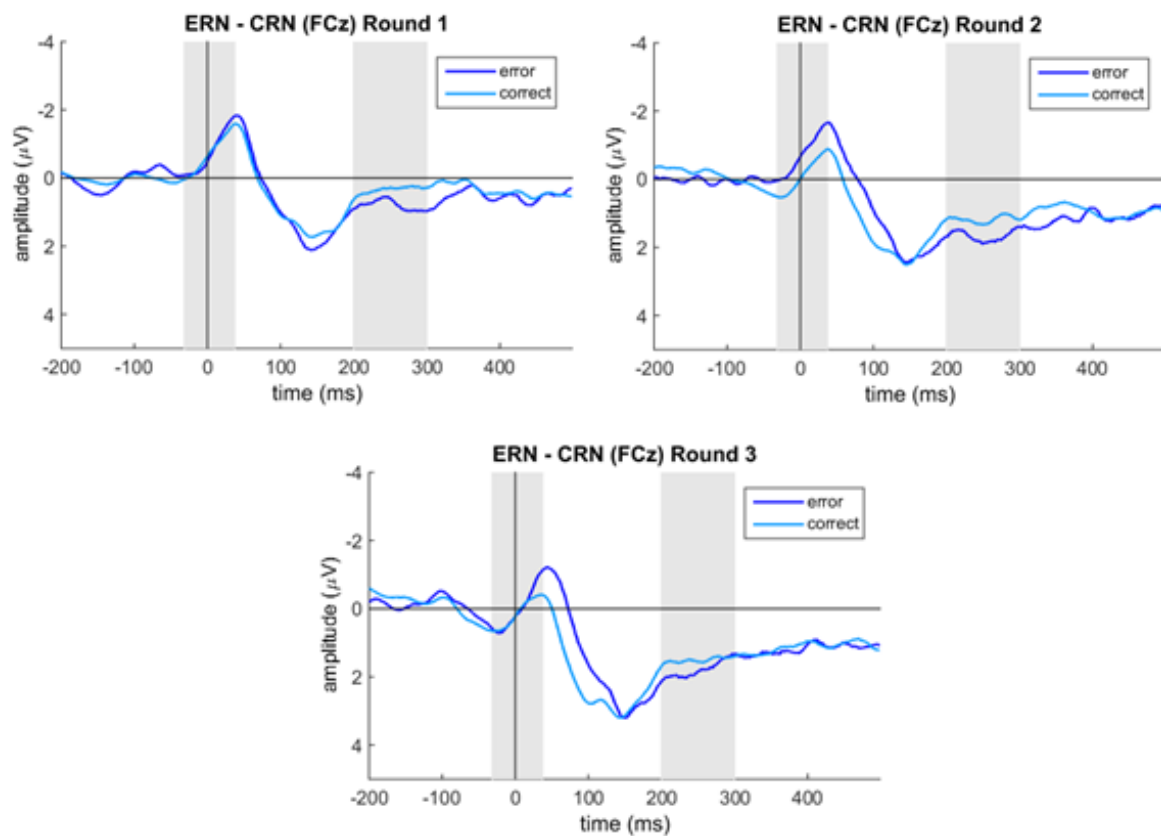 ERN - CRN (FCz) Round 1
-4
-2
0
2
4
amplitude (µV)
error
correct
-200 -100 0 100 200 300 400
time (ms)
ERN - CRN (FCz) Round 2
-4
-2
0
2
4
amplitude (µV)
error
correct
-200 -100 0 100 200 300 400
time (ms)
ERN - CRN (FCz) Round 3
-4
-2
0
2
4
amplitude (µV)
error
correct
-200 -100 0 100 200 300 400
time (ms)